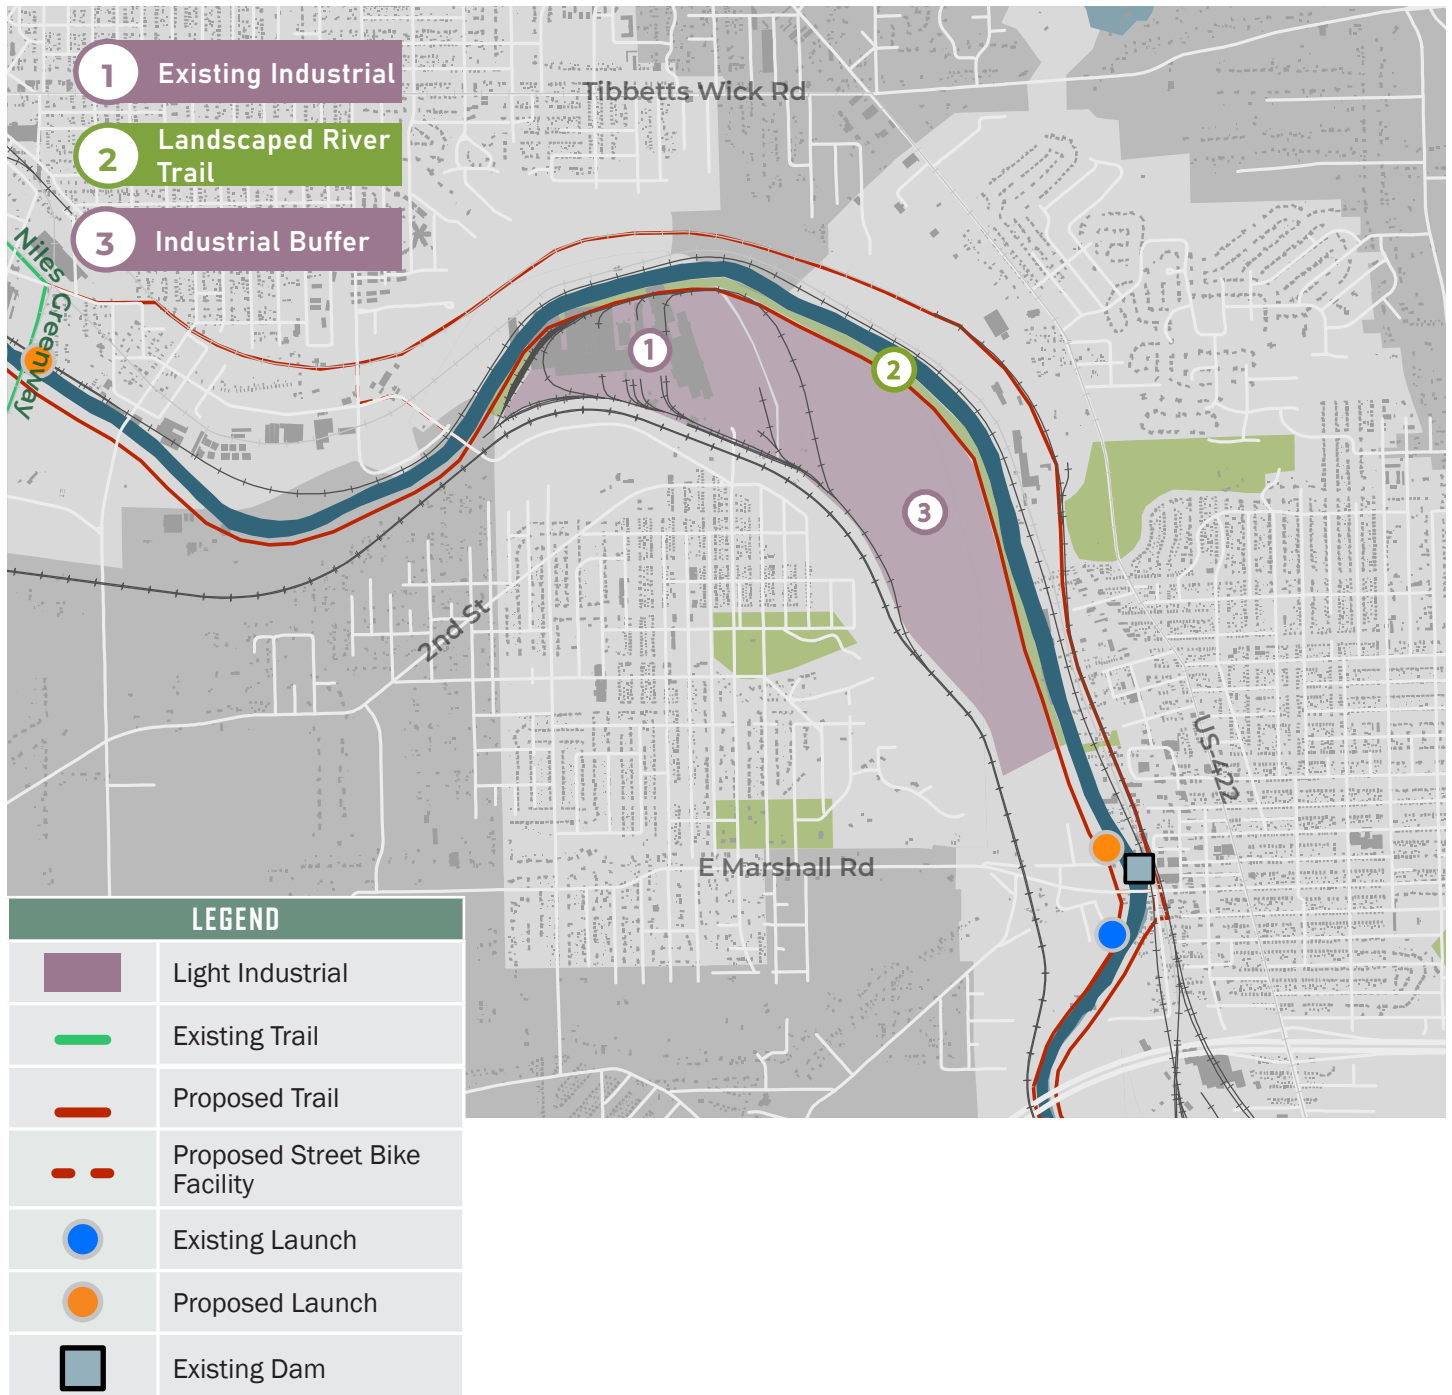 1 Existing Industrial
2 Landscaped River
Trail
3 Industrial Buffer
Tibbetts Wick Rd
Niles Greenway
1
2
3
2nd St
US-422
E Marshall Rd
LEGEND
Light Industrial
Existing Trail
Proposed Trail
Proposed Street Bike
Facility
Existing Launch
Proposed Launch
Existing Dam